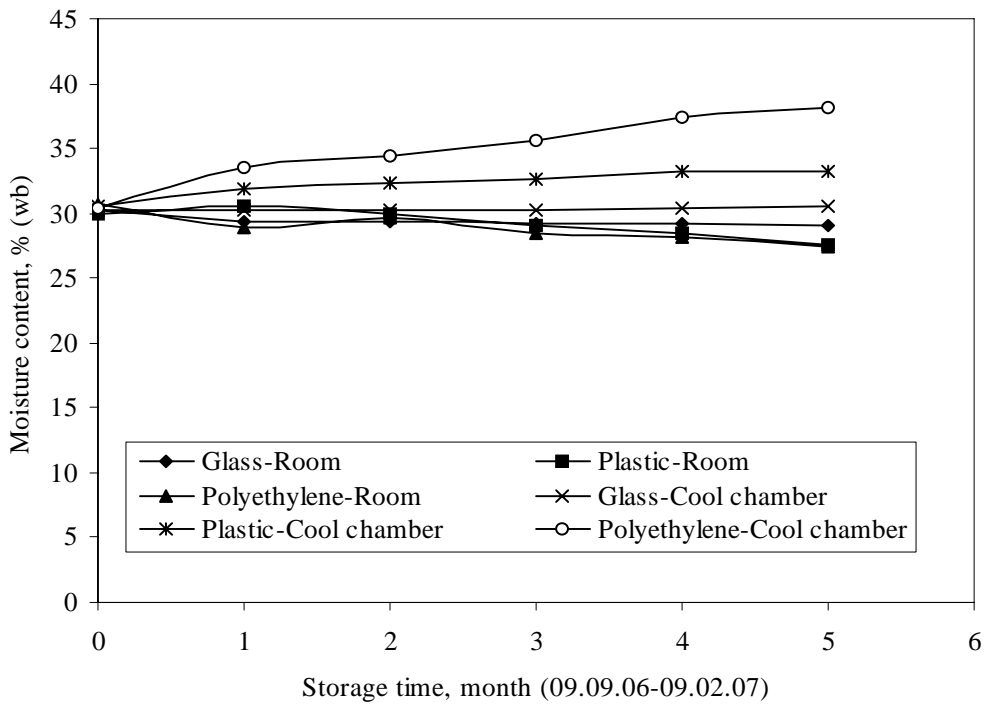 45
40
35
30
25
20
15
10
5
0
Moisture content, % (wb)
Glass-Room
Plastic-Room
Polyethylene-Room
Glass-Cool chamber
Plastic-Cool chamber
Polyethylene-Cool chamber
0 1 2 3 4 5 6
Storage time, month (09.09.06-09.02.07)